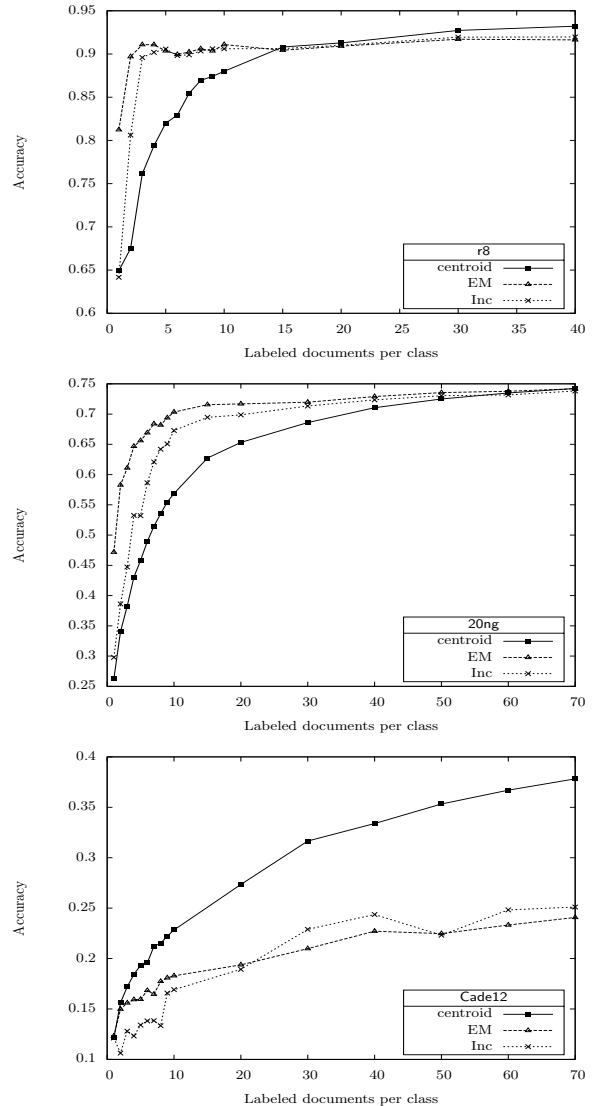 0.95
0.9
0.85
0.8
0.75
0.7
0.65
0.6
Accuracy
r8
centroid
EM
Inc
0 5 10 15 20 25 30 35 40
Labeled documents per class
0.75
0.7
0.65
0.6
0.55
0.5
0.45
0.4
0.35
0.3
0.25
Accuracy
20ng
centroid
EM
Inc
0 10 20 30 40 50 60 70
Labeled documents per class
0.4
0.35
0.3
0.25
0.2
0.15
0.1
Accuracy
Cade12
centroid
EM
Inc
0 10 20 30 40 50 60 70
Labeled documents per class